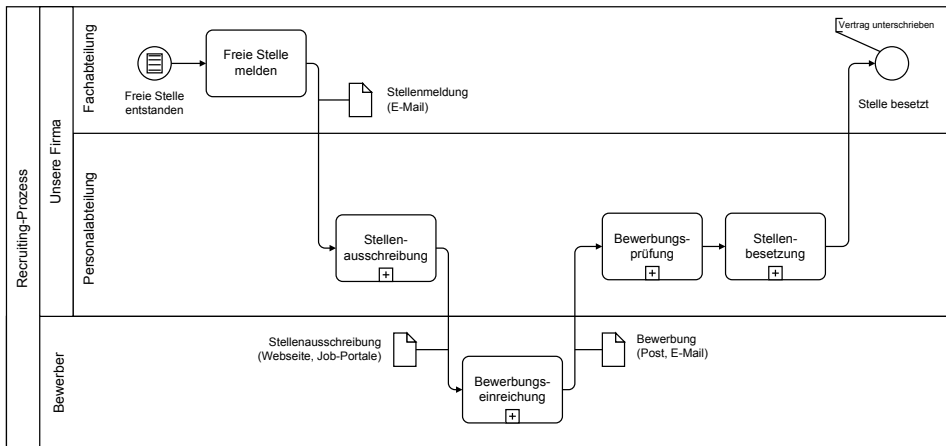 Recruiting-Prozess
Unsere Firma
Fachabteilung
Freie Stelle
entstanden
Freie Stelle
melden
Stellenmeldung
(E-Mail)
Vertrag unterschrieben
Stelle besetzt
Personalabteilung
Stellen-
ausschreibung
Bewerbungs-
prüfung
Stellen-
besetzung
Bewerber
Stellenausschreibung
(Webseite, Job-Portale)
Bewerbungs-
einreichung
Bewerbung
(Post, E-Mail)